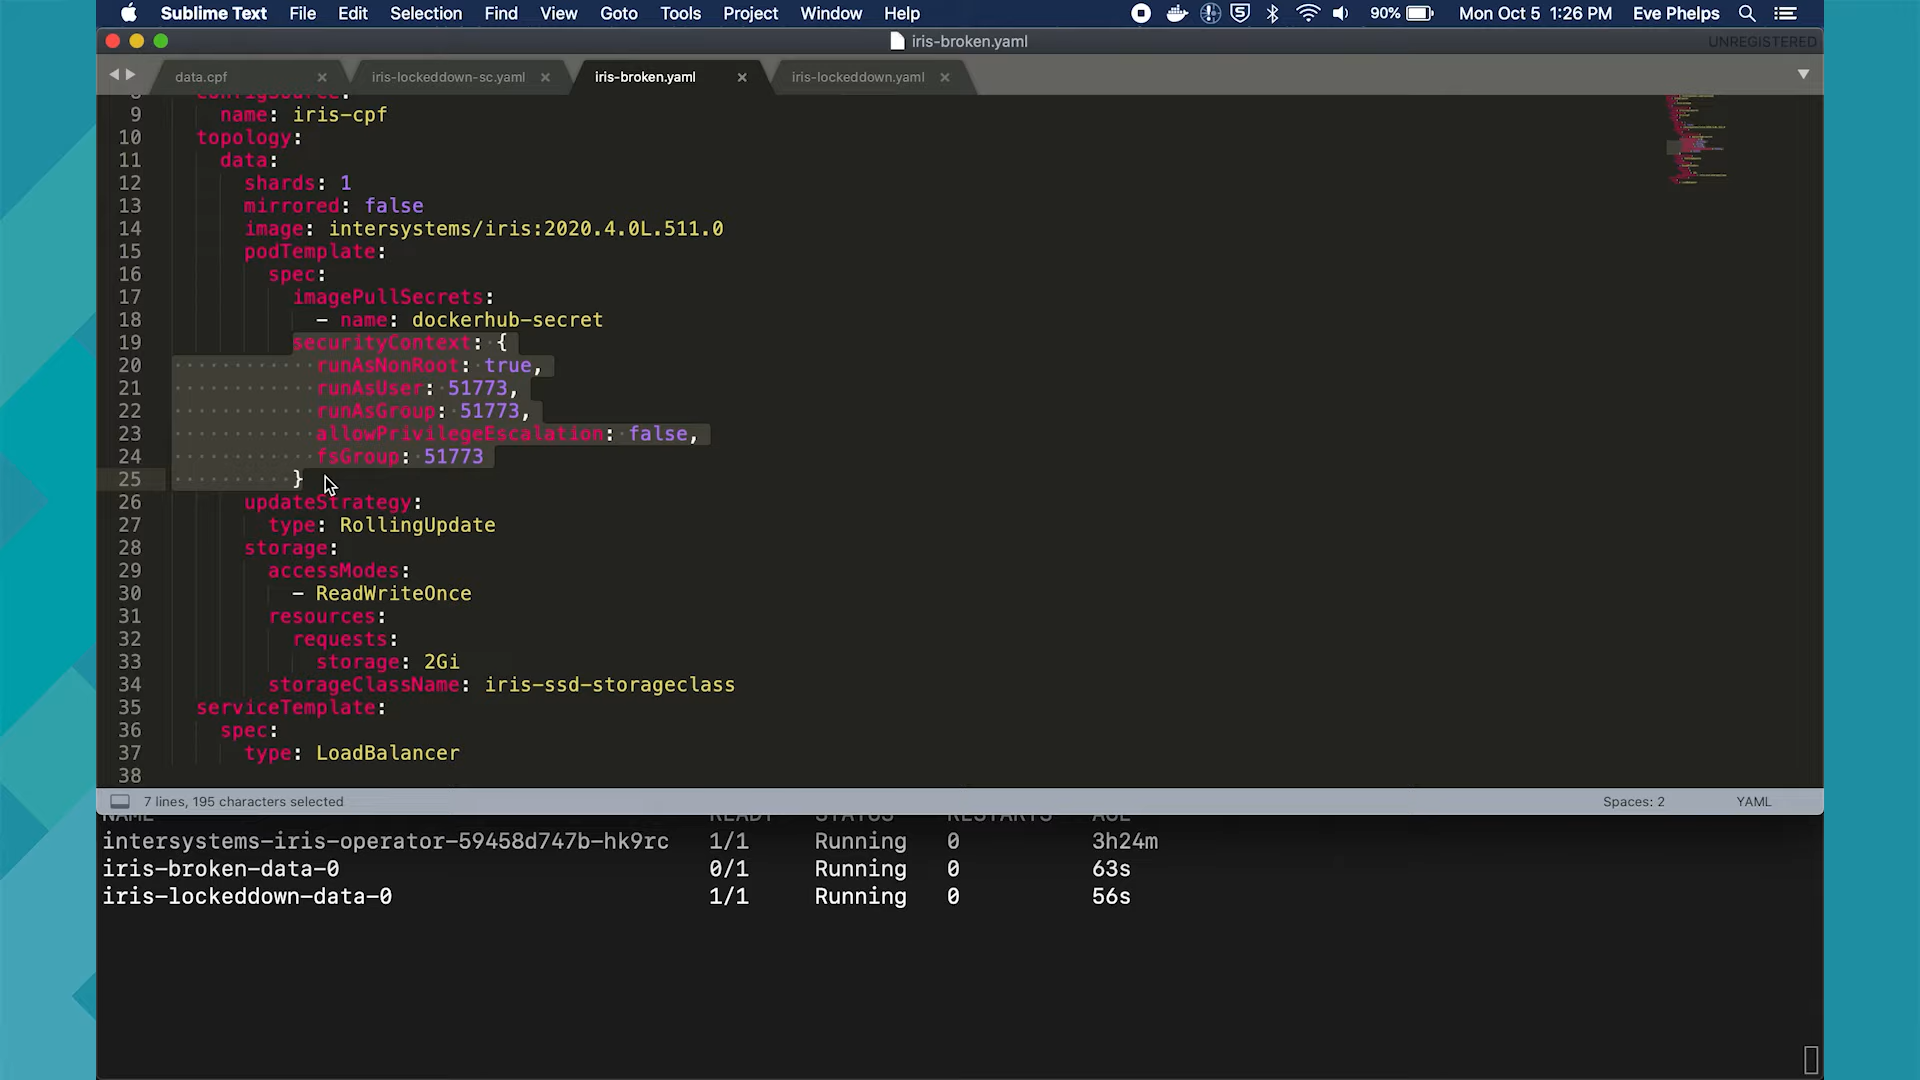 Sublime Text File Edit Selection Find View Goto Tools Project Window Help 90% Mon Oct 5 1:26 PM Eve Phelps
iris-broken.yaml UNREGISTERED
data.cpf iris-lockeddown-sc.yaml iris-broken.yaml iris-lockeddown.yaml
8 configSource:
9 name: iris-cpf
10 topology:
11 data:
12 shards: 1
13 mirrored: false
14 image: intersystems/iris:2020.4.0L.511.0
15 podTemplate:
16 spec:
17 imagePullSecrets:
18 - name: dockerhub-secret
19 securityContext: {
20 runAsNonRoot: true,
21 runAsUser: 51773,
22 runAsGroup: 51773,
23 allowPrivilegeEscalation: false,
24 fsGroup: 51773
25 }
26 updateStrategy:
27 type: RollingUpdate
28 storage:
29 accessModes:
30 - ReadWriteOnce
31 resources:
32 requests:
33 storage: 2Gi
34 storageClassName: iris-ssd-storageclass
35 serviceTemplate:
36 spec:
37 type: LoadBalancer
38
7 lines, 195 characters selected Spaces: 2 YAML
NAME READY STATUS RESTARTS AGE
intersystems-iris-operator-59458d747b-hk9rc 1/1 Running 0 3h24m
iris-broken-data-0 0/1 Running 0 63s
iris-lockeddown-data-0 1/1 Running 0 56s